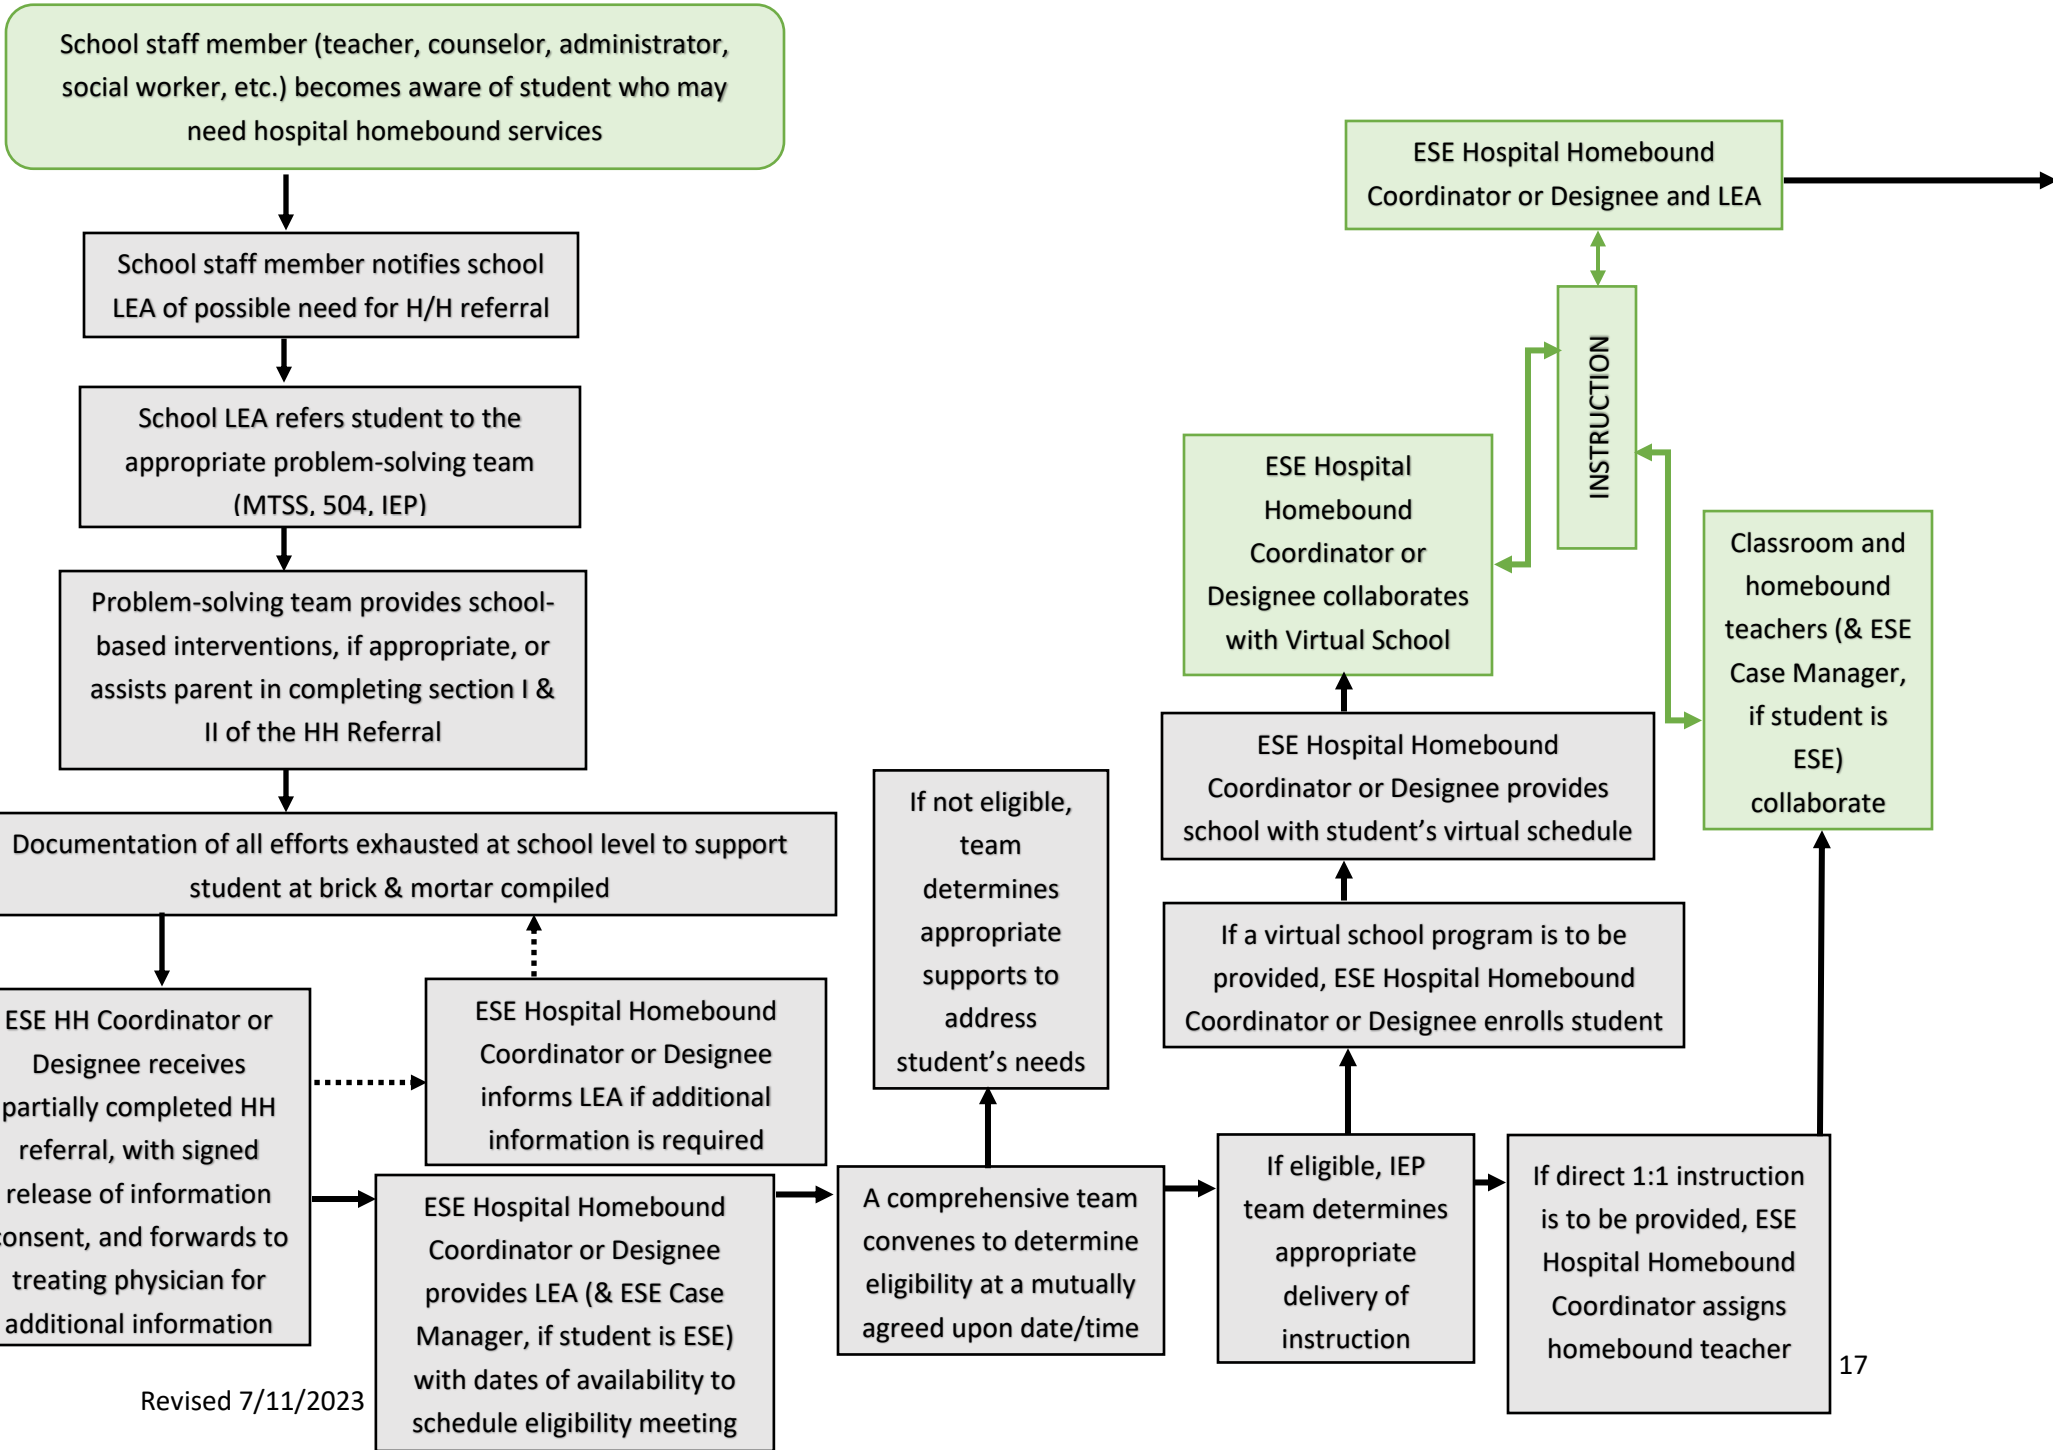 School staff member (teacher, counselor, administrator,
social worker, etc.) becomes aware of student who may
need hospital homebound services
School staff member notifies school
LEA of possible need for H/H referral
School LEA refers student to the
appropriate problem-solving team
(MTSS, 504, IEP)
Problem-solving team provides school-
based interventions, if appropriate, or
assists parent in completing section I &
II of the HH Referral
Documentation of all efforts exhausted at school level to support
student at brick & mortar compiled
ESE HH Coordinator or
Designee receives
partially completed HH
referral, with signed
release of information
consent, and forwards to
treating physician for
additional information
ESE Hospital Homebound
Coordinator or Designee
informs LEA if additional
information is required
ESE Hospital Homebound
Coordinator or Designee
provides LEA (& ESE Case
Manager, if student is ESE)
with dates of availability to
schedule eligibility meeting
If not eligible,
team
determines
appropriate
supports to
address
student's needs
A comprehensive team
convenes to determine
eligibility at a mutually
agreed upon date/time
If eligible, IEP
team determines
appropriate
delivery of
instruction
If direct 1:1 instruction
is to be provided, ESE
Hospital Homebound
Coordinator assigns
homebound teacher
If a virtual school program is to be
provided, ESE Hospital Homebound
Coordinator or Designee enrolls student
ESE Hospital Homebound
Coordinator or Designee provides
school with student's virtual schedule
ESE Hospital
Homebound
Coordinator or
Designee collaborates
with Virtual School
INSTRUCTION
ESE Hospital Homebound
Coordinator or Designee and LEA
Classroom and
homebound
teachers (& ESE
Case Manager,
if student is
ESE)
collaborate
Revised 7/11/2023
17